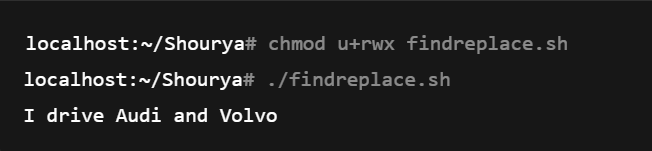 localhost:~/Shourya# chmod u+rwx findreplace.sh
localhost:~/Shourya# ./findreplace.sh
I drive Audi and Volvo